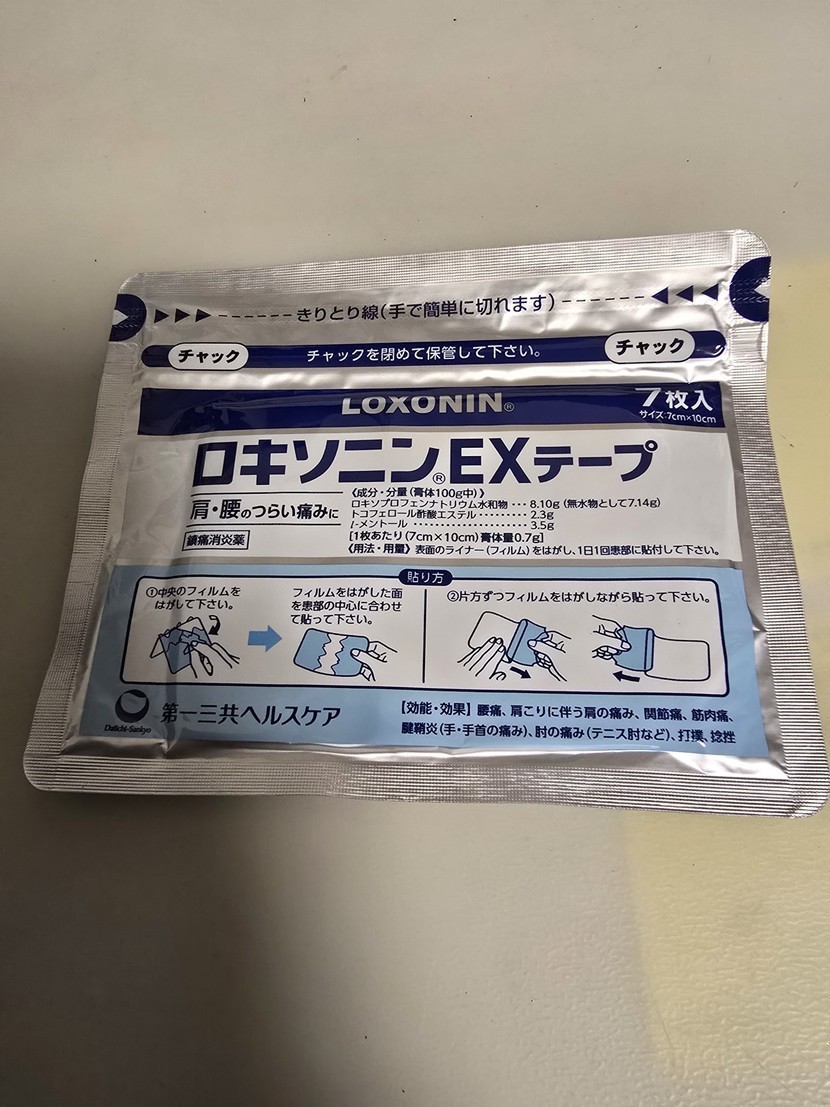 きりとり線(手で簡単に切れます)
チャック チャックを閉めて保管して下さい。 チャック
LOXONIN® 7枚入
サイズ:7cm×10cm
ロキソニン®EXテープ
肩・腰のつらい痛みに
鎮痛消炎薬
《成分・分量(膏体100g中)》
ロキソプロフェンナトリウム水和物・・・8.10g(無水物として7.14g)
トコフェロール酢酸エステル・・・・・・・・2.3g
l-メントール・・・・・・・・・・・・・・・・・3.5g
[1枚あたり(7cm×10cm)膏体量0.7g]
《用法・用量》表面のライナー(フィルム)をはがし、1日1回患部に貼付して下さい。
貼り方
①中央のフィルムを
はがして下さい。
フィルムをはがした面
を患部の中心に合わせ
て貼って下さい。
②片方ずつフィルムをはがしながら貼って下さい。
Daiichi-Sankyo
第一三共ヘルスケア
【効能・効果】腰痛、肩こりに伴う肩の痛み、関節痛、筋肉痛、
腱鞘炎(手・手首の痛み)、肘の痛み(テニス肘など)、打撲、捻挫